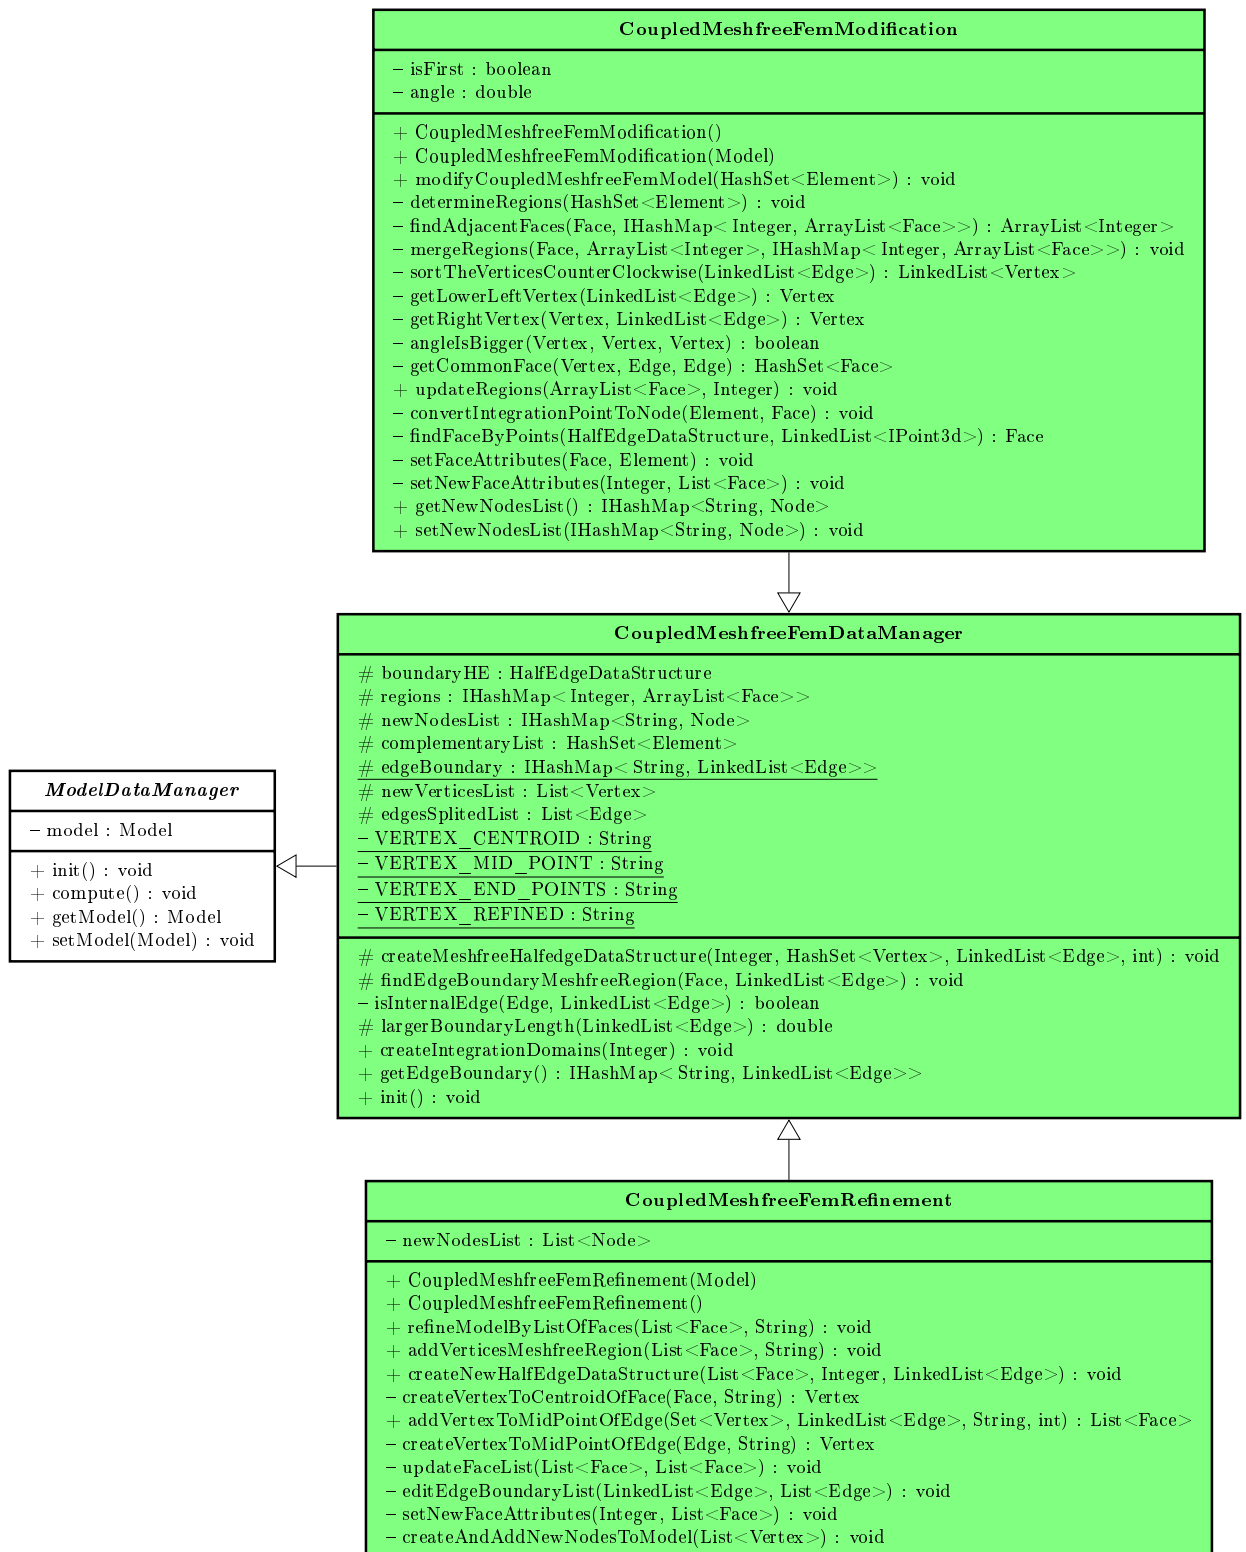 CoupledMeshfreeFemModification
− isFirst : boolean
− angle : double
+ CoupledMeshfreeFemModification()
+ CoupledMeshfreeFemModification(Model)
+ modifyCoupledMeshfreeFemModel(HashSet<Element>) : void
− determineRegions(HashSet<Element>) : void
− findAdjacentFaces(Face, IHashMap< Integer, ArrayList<Face>>) : ArrayList<Integer>
− mergeRegions(Face, ArrayList<Integer>, IHashMap< Integer, ArrayList<Face>>) : void
− sortTheVerticesCounterClockwise(LinkedList<Edge>) : LinkedList<Vertex>
− getLowerLeftVertex(LinkedList<Edge>) : Vertex
− getRightVertex(Vertex, LinkedList<Edge>) : Vertex
− angleIsBigger(Vertex, Vertex, Vertex) : boolean
− getCommonFace(Vertex, Edge, Edge) : HashSet<Face>
+ updateRegions(ArrayList<Face>, Integer) : void
− convertIntegrationPointToNode(Element, Face) : void
− findFaceByPoints(HalfEdgeDataStructure, LinkedList<IPoint3d>) : Face
− setFaceAttributes(Face, Element) : void
− setNewFaceAttributes(Integer, List<Face>) : void
+ getNewNodesList() : IHashMap<String, Node>
+ setNewNodesList(IHashMap<String, Node>) : void
CoupledMeshfreeFemDataManager
# boundaryHE : HalfEdgeDataStructure
# regions : IHashMap< Integer, ArrayList<Face>>
# newNodesList : IHashMap<String, Node>
# complementaryList : HashSet<Element>
# edgeBoundary : IHashMap< String, LinkedList<Edge>>
# newVerticesList : List<Vertex>
# edgesSplitedList : List<Edge>
− VERTEX_CENTROID : String
− VERTEX_MID_POINT : String
− VERTEX_END_POINTS : String
− VERTEX_REFINED : String
# createMeshfreeHalfedgeDataStructure(Integer, HashSet<Vertex>, LinkedList<Edge>, int) : void
# findEdgeBoundaryMeshfreeRegion(Face, LinkedList<Edge>) : void
− isInternalEdge(Edge, LinkedList<Edge>) : boolean
# largerBoundaryLength(LinkedList<Edge>) : double
+ createIntegrationDomains(Integer) : void
+ getEdgeBoundary() : IHashMap< String, LinkedList<Edge>>
+ init() : void
ModelDataManager
− model : Model
+ init() : void
+ compute() : void
+ getModel() : Model
+ setModel(Model) : void
CoupledMeshfreeFemRefinement
− newNodesList : List<Node>
+ CoupledMeshfreeFemRefinement(Model)
+ CoupledMeshfreeFemRefinement()
+ refineModelByListOfFaces(List<Face>, String) : void
+ addVerticesMeshfreeRegion(List<Face>, String) : void
+ createNewHalfEdgeDataStructure(List<Face>, Integer, LinkedList<Edge>) : void
− createVertexToCentroidOfFace(Face, String) : Vertex
+ addVertexToMidPointOfEdge(Set<Vertex>, LinkedList<Edge>, String, int) : List<Face>
− createVertexToMidPointOfEdge(Edge, String) : Vertex
− updateFaceList(List<Face>, List<Face>) : void
− editEdgeBoundaryList(LinkedList<Edge>, List<Edge>) : void
− setNewFaceAttributes(Integer, List<Face>) : void
− createAndAddNewNodesToModel(List<Vertex>) : void